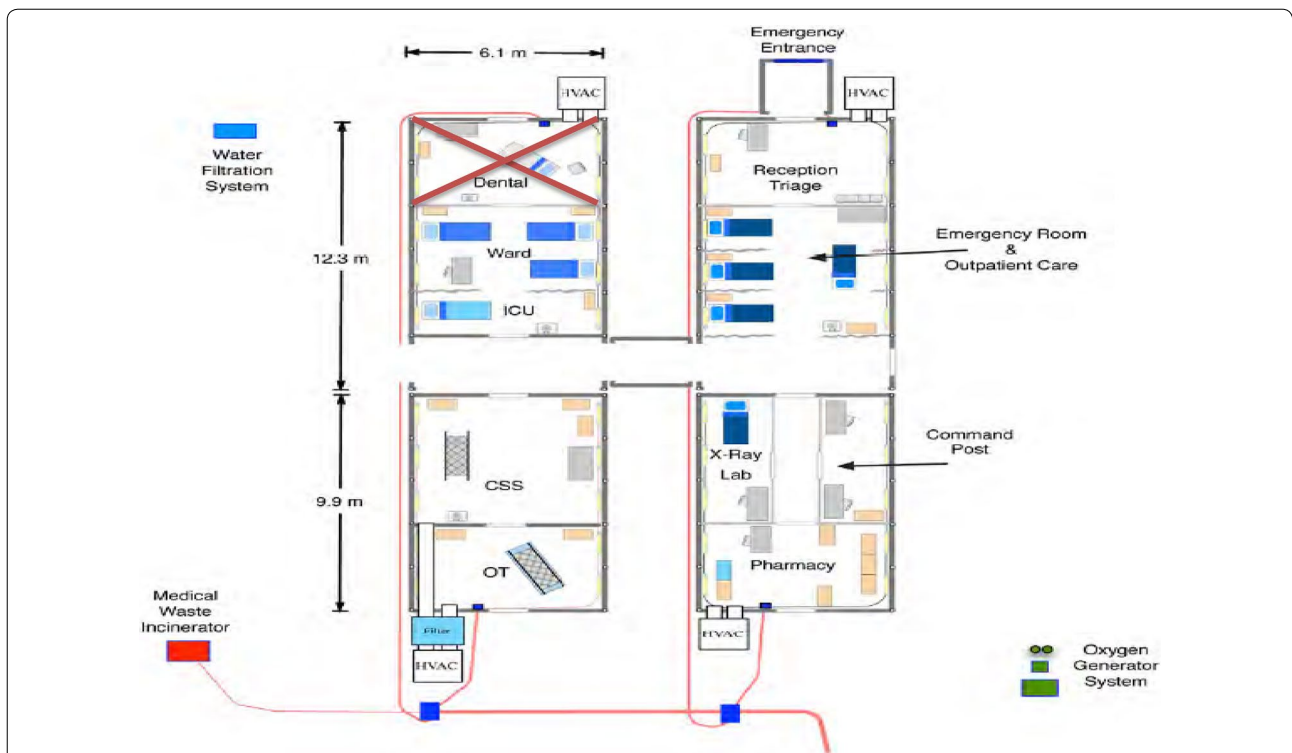 6.1 m
Emergency
Entrance
HVAC
HVAC
Water
Filtration
System
Dental
Reception
Triage
12.3 m
Ward
Emergency Room
&
Outpatient Care
ICU
X-Ray
Lab
Command
Post
CSS
9.9 m
OT
Pharmacy
Medical
Waste
Incinerator
Filter
HVAC
HVAC
Oxygen
Generator
System